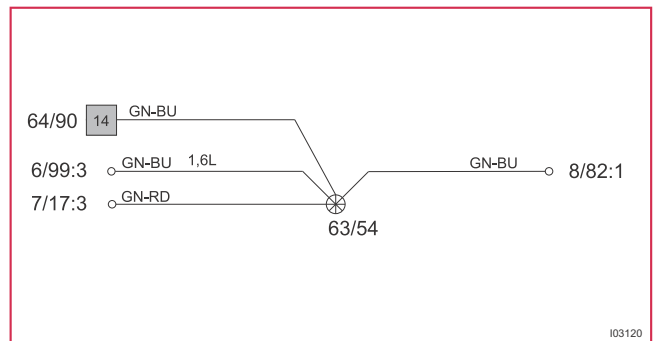 64/90 14 GN-BU
6/99:3 GN-BU 1,6L GN-BU 8/82:1
7/17:3 GN-RD
63/54
I03120